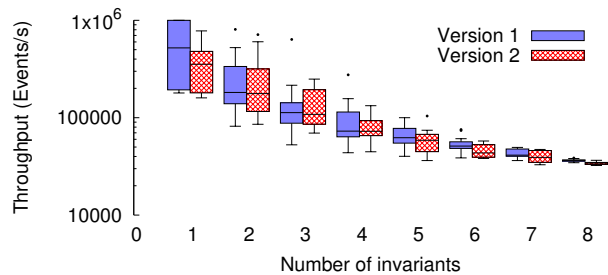 1x10⁶
100000
10000
Throughput (Events/s)
Version 1
Version 2
0 1 2 3 4 5 6 7 8
Number of invariants